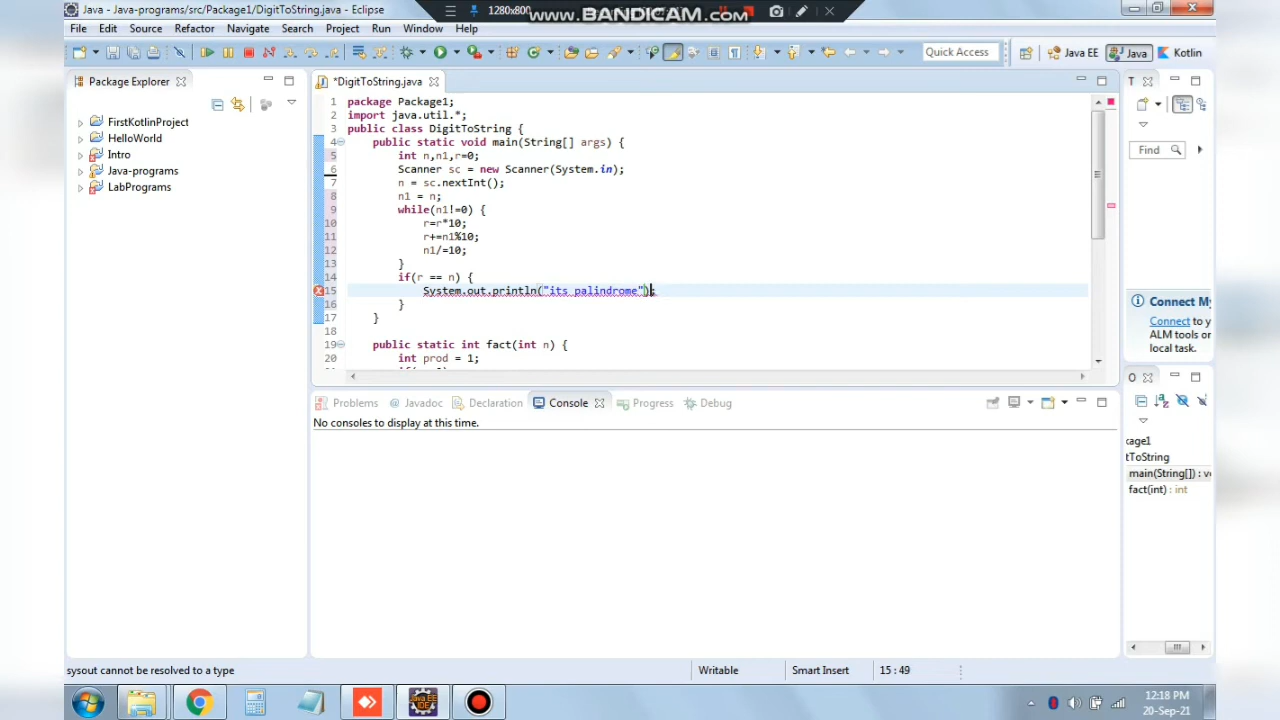 Java - Java-programs/src/Package1/DigitToString.java - Eclipse
1280x800
www.BANDICAM.com
File Edit Source Refactor Navigate Search Project Run Window Help
Quick Access
Java EE
Java
Kotlin
Package Explorer
FirstKotlinProject
HelloWorld
Intro
Java-programs
LabPrograms
*DigitToString.java
1 package Package1;
2 import java.util.*;
3 public class DigitToString {
4 public static void main(String[] args) {
5 int n,n1,r=0;
6 Scanner sc = new Scanner(System.in);
7 n = sc.nextInt();
8 n1 = n;
9 while(n1!=0) {
10 r=r*10;
11 r+=n1%10;
12 n1/=10;
13 }
14 if(r == n) {
15 System.out.println("its palindrome");
16 }
17 }
18
19 public static int fact(int n) {
20 int prod = 1;
T
Find
Connect My
Connect to y
ALM tools or
local task.
O
kage1
tToString
main(String[]) : v
fact(int) : int
Problems @ Javadoc Declaration Console Progress Debug
No consoles to display at this time.
sysout cannot be resolved to a type
Writable
Smart Insert
15 : 49
Java EE
IDE
12:18 PM
20-Sep-21